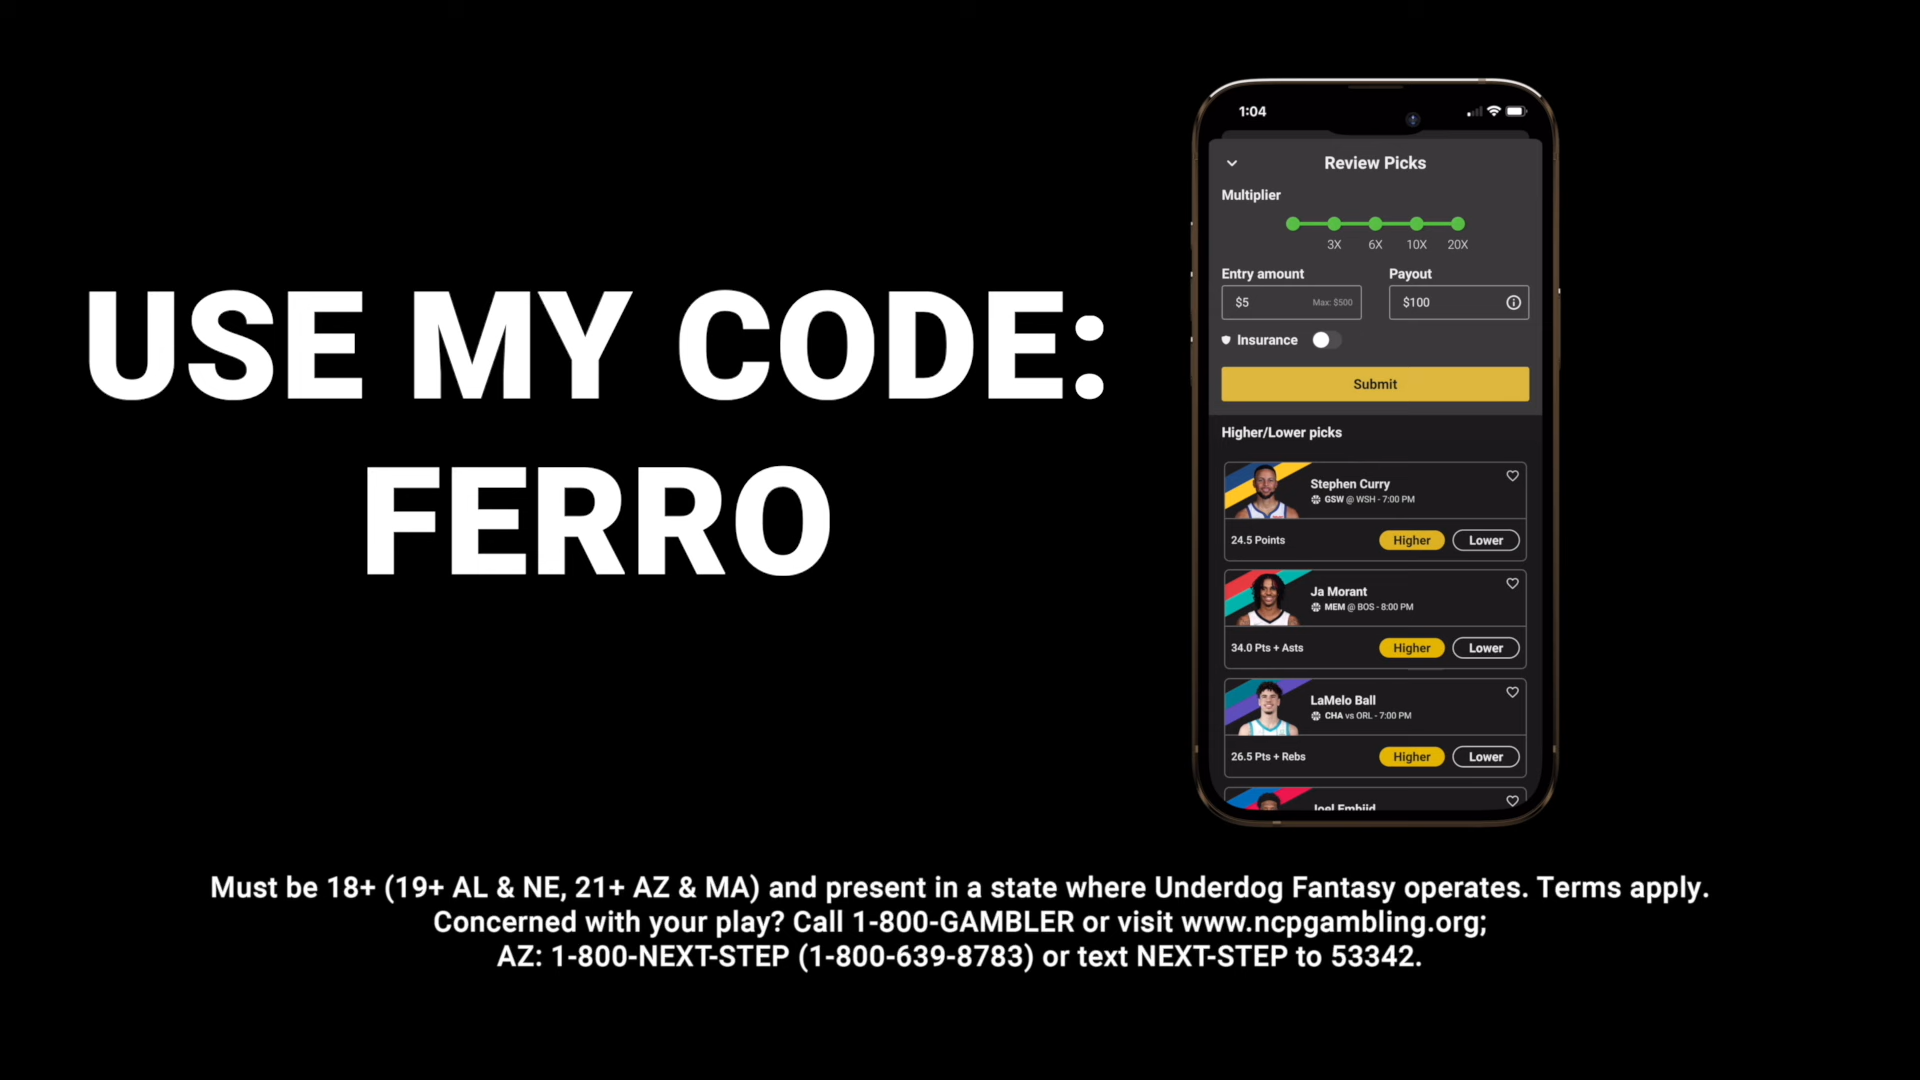 USE MY CODE:
FERRO
1:04
Review Picks
Multiplier
3X 6X 10X 20X
Entry amount Payout
$5 Max: $500 $100
Insurance
Submit
Higher/Lower picks
Stephen Curry
GSW @ WSH - 7:00 PM
24.5 Points Higher Lower
Ja Morant
MEM @ BOS - 8:00 PM
34.0 Pts + Asts Higher Lower
LaMelo Ball
CHA vs ORL - 7:00 PM
26.5 Pts + Rebs Higher Lower
Joel Embiid
Must be 18+ (19+ AL & NE, 21+ AZ & MA) and present in a state where Underdog Fantasy operates. Terms apply.
Concerned with your play? Call 1-800-GAMBLER or visit www.ncpgambling.org;
AZ: 1-800-NEXT-STEP (1-800-639-8783) or text NEXT-STEP to 53342.